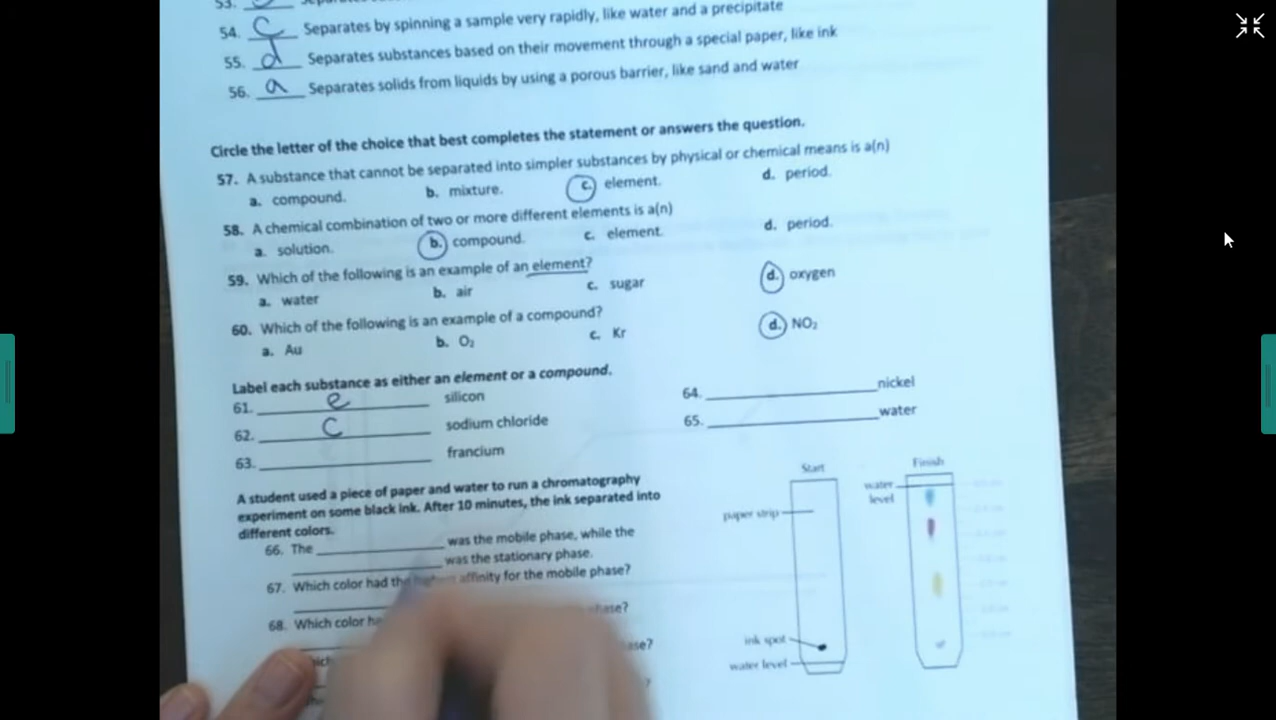 53.
54. C Separates by spinning a sample very rapidly, like water and a precipitate
55. d Separates substances based on their movement through a special paper, like ink
56. a Separates solids from liquids by using a porous barrier, like sand and water
Circle the letter of the choice that best completes the statement or answers the question.
57. A substance that cannot be separated into simpler substances by physical or chemical means is a(n)
a. compound. b. mixture. c. element. d. period.
58. A chemical combination of two or more different elements is a(n)
a. solution. b. compound. c. element. d. period.
59. Which of the following is an example of an element?
a. water b. air c. sugar d. oxygen
60. Which of the following is an example of a compound?
a. Au b. O₂ c. Kr d. NO₂
Label each substance as either an element or a compound.
61. e silicon
62. C sodium chloride
63. francium
64. nickel
65. water
A student used a piece of paper and water to run a chromatography
experiment on some black ink. After 10 minutes, the ink separated into
different colors.
66. The was the mobile phase, while the
was the stationary phase.
67. Which color had the affinity for the mobile phase?
68. Which color
Start
Finish
water
level
paper strip
ink spot
water level